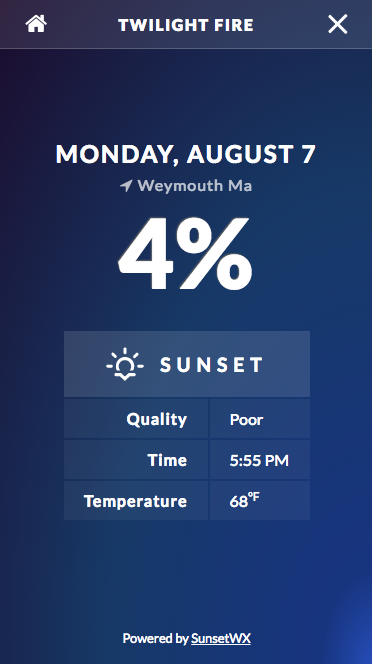 TWILIGHT FIRE
MONDAY, AUGUST 7
Weymouth Ma
4%
SUNSET
Quality Poor
Time 5:55 PM
Temperature 68°F
Powered by SunsetWX